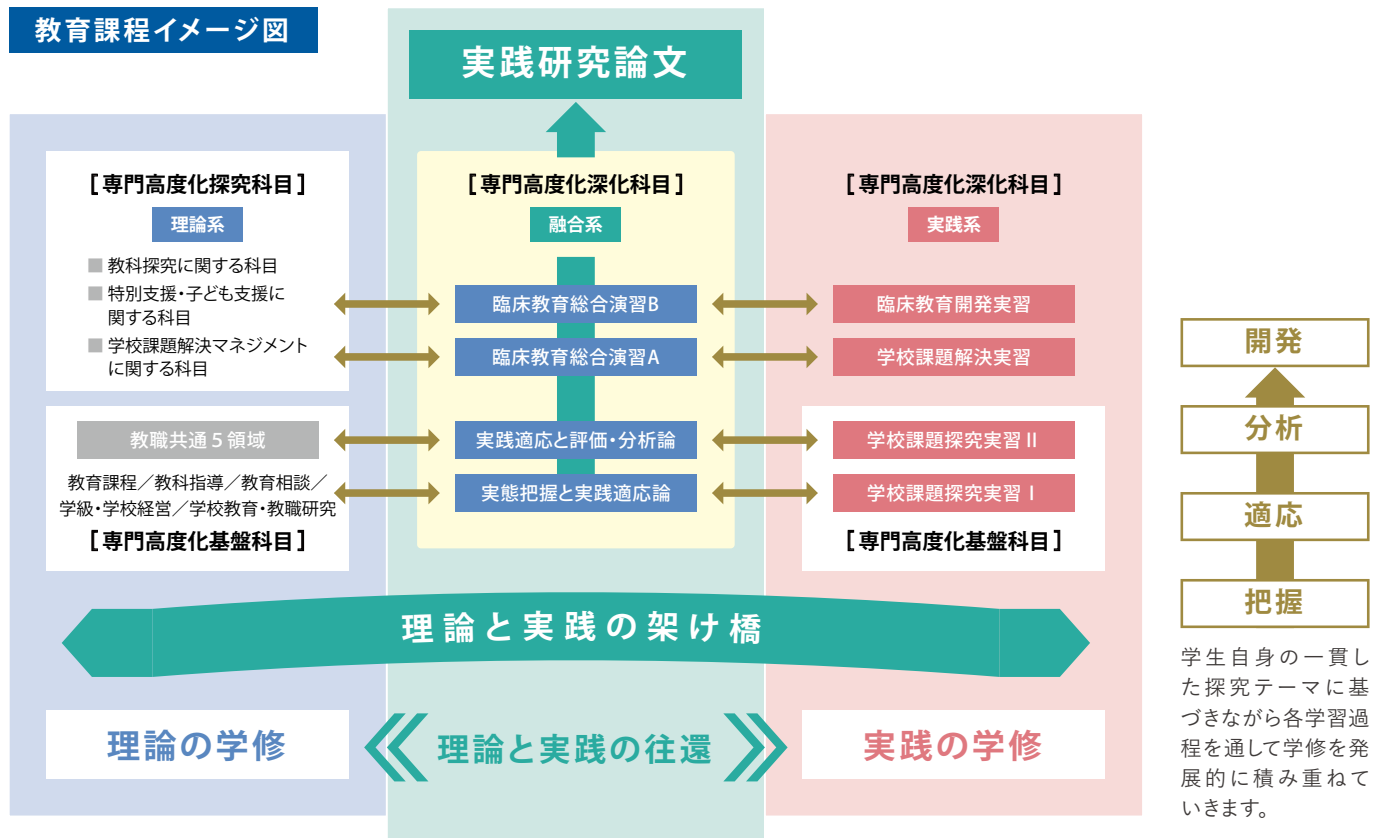 教育課程イメージ図
実践研究論文
[専門高度化探究科目]
理論系
■ 教科探究に関する科目
■ 特別支援・子ども支援に
関する科目
■ 学校課題解決マネジメント
に関する科目
教職共通5領域
教育課程／教科指導／教育相談／
学級・学校経営／学校教育・教職研究
[専門高度化基盤科目]
[専門高度化深化科目]
融合系
臨床教育総合演習B
臨床教育総合演習A
実践適応と評価・分析論
実態把握と実践適応論
[専門高度化深化科目]
実践系
臨床教育開発実習
学校課題解決実習
学校課題探究実習II
学校課題探究実習I
[専門高度化基盤科目]
理論と実践の架け橋
理論の学修
理論と実践の往還
実践の学修
開発
分析
適応
把握
学生自身の一貫し
た探究テーマに基
づきながら各学習過
程を通して学修を発
展的に積み重ねて
いきます。